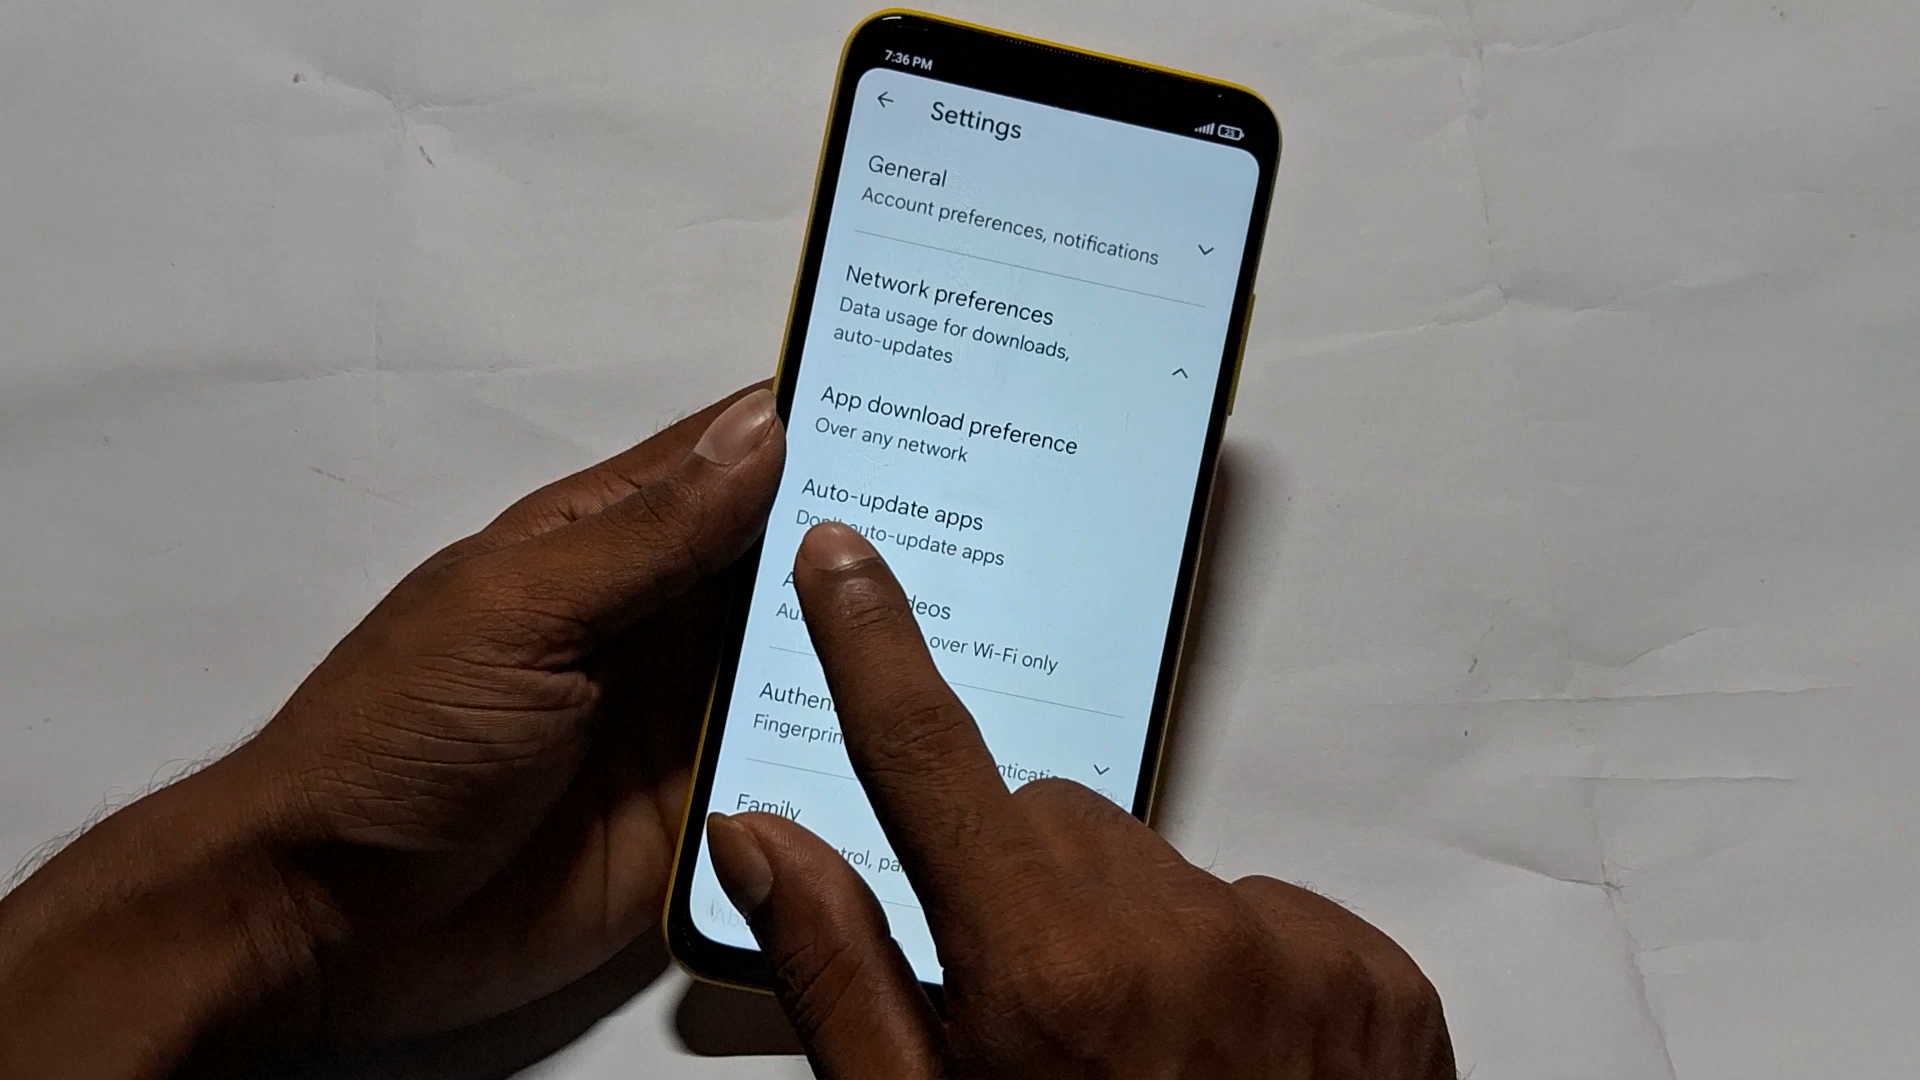 7:36 PM
25
Settings
General
Account preferences, notifications
Network preferences
Data usage for downloads,
auto-updates
App download preference
Over any network
Auto-update apps
auto-update apps
over Wi-Fi only
Family